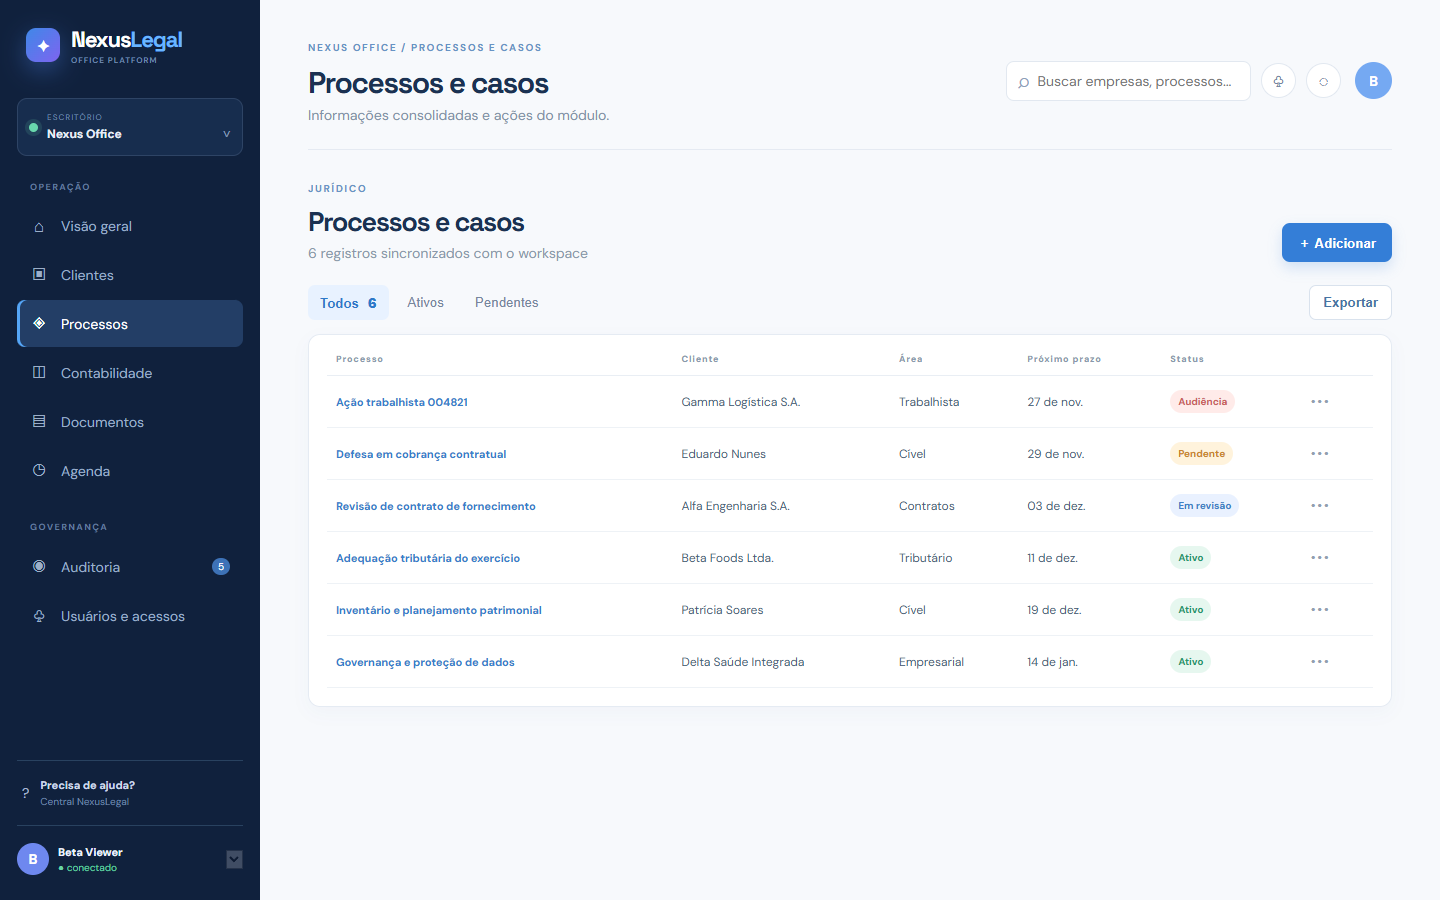 NexusLegal
OFFICE PLATFORM
ESCRITÓRIO
Nexus Office
OPERAÇÃO
Visão geral
Clientes
Processos
Contabilidade
Documentos
Agenda
GOVERNANÇA
Auditoria 5
Usuários e acessos
? Precisa de ajuda?
Central NexusLegal
B Beta Viewer
● conectado
NEXUS OFFICE / PROCESSOS E CASOS
Processos e casos
Informações consolidadas e ações do módulo.
Buscar empresas, processos...
B
JURÍDICO
Processos e casos
6 registros sincronizados com o workspace
+ Adicionar
Todos 6 Ativos Pendentes Exportar
Processo Cliente Área Próximo prazo Status
Ação trabalhista 004821 Gamma Logística S.A. Trabalhista 27 de nov. Audiência •••
Defesa em cobrança contratual Eduardo Nunes Cível 29 de nov. Pendente •••
Revisão de contrato de fornecimento Alfa Engenharia S.A. Contratos 03 de dez. Em revisão •••
Adequação tributária do exercício Beta Foods Ltda. Tributário 11 de dez. Ativo •••
Inventário e planejamento patrimonial Patrícia Soares Cível 19 de dez. Ativo •••
Governança e proteção de dados Delta Saúde Integrada Empresarial 14 de jan. Ativo •••